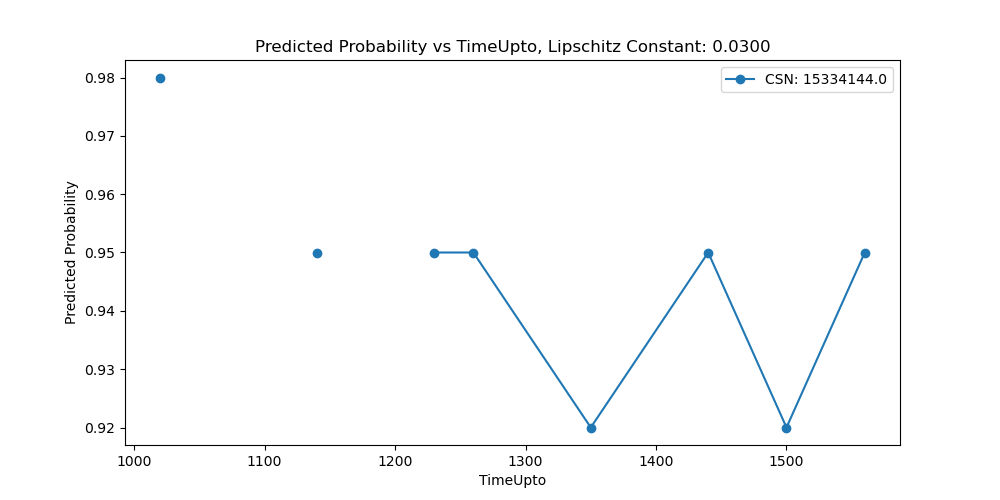 Predicted Probability vs TimeUpto, Lipschitz Constant: 0.0300
CSN: 15334144.0
Predicted Probability
0.98
0.97
0.96
0.95
0.94
0.93
0.92
1000 1100 1200 1300 1400 1500
TimeUpto